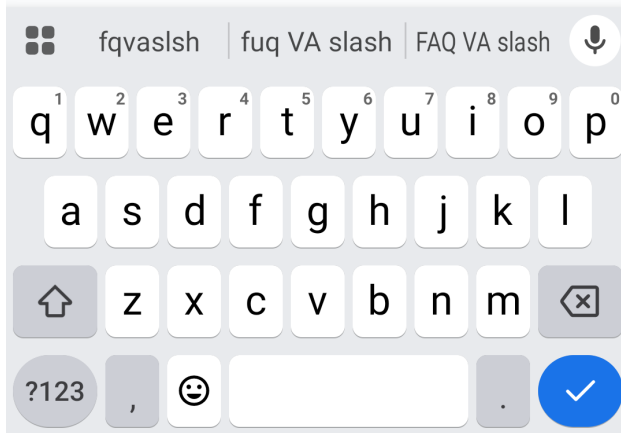 fqvaslsh fuq VA slash FAQ VA slash
q1 w2 e3 r4 t5 y6 u7 i8 o9 p0
a s d f g h j k l
z x c v b n m
?123 , .